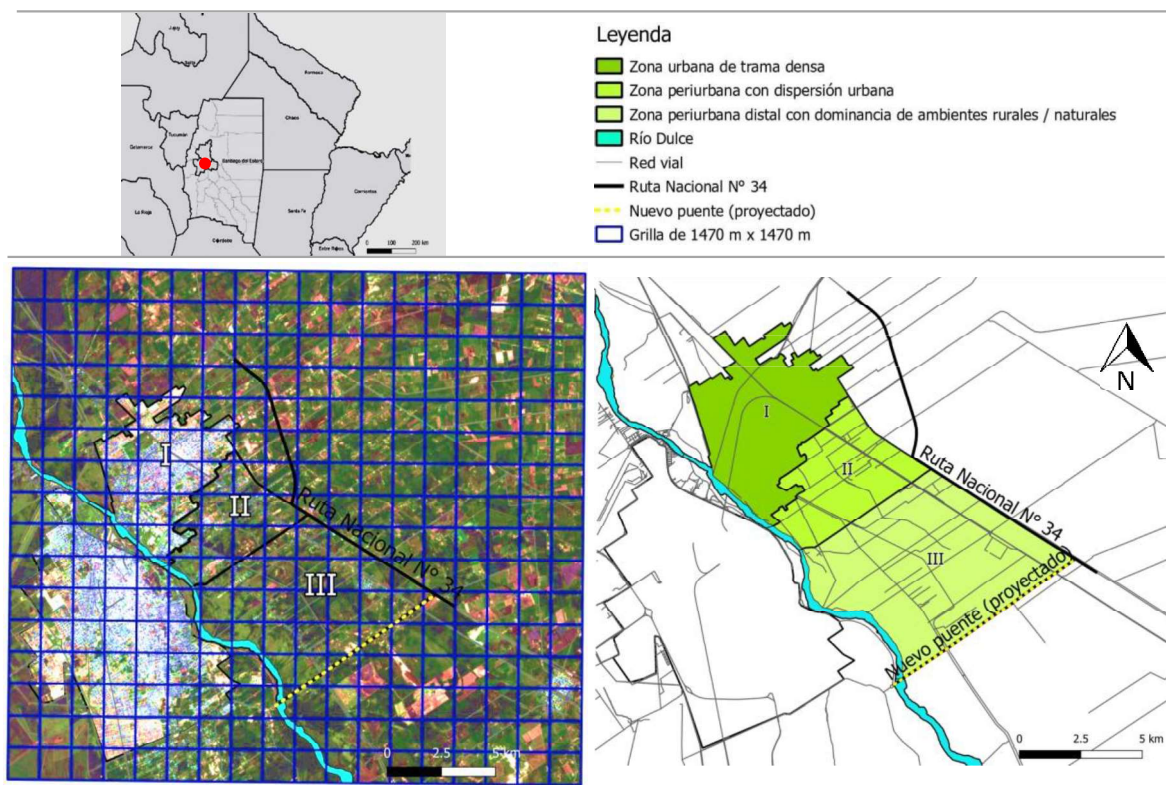 Jujuy
Salta
Formosa
Chaco
Tucumán
Catamarca
Santiago del Estero
Corrientes
La Rioja
Santa Fe
Córdoba
Entre Ríos
0 100 200 km
Leyenda
Zona urbana de trama densa
Zona periurbana con dispersión urbana
Zona periurbana distal con dominancia de ambientes rurales / naturales
Río Dulce
Red vial
Ruta Nacional N° 34
Nuevo puente (proyectado)
Grilla de 1470 m x 1470 m
I
II
III
Ruta Nacional N° 34
0 2.5 5 km
N
I
II
III
Ruta Nacional N° 34
Nuevo puente (proyectado)
0 2.5 5 km